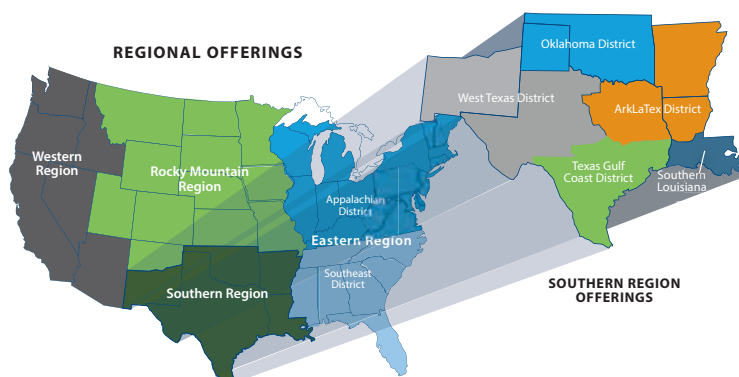 REGIONAL OFFERINGS
Oklahoma District
West Texas District
ArkLaTex District
Texas Gulf
Coast District
Southern
Louisiana
Western
Region
Rocky Mountain
Region
Appalachian
District
Eastern Region
Southeast
District
Southern Region
SOUTHERN REGION
OFFERINGS